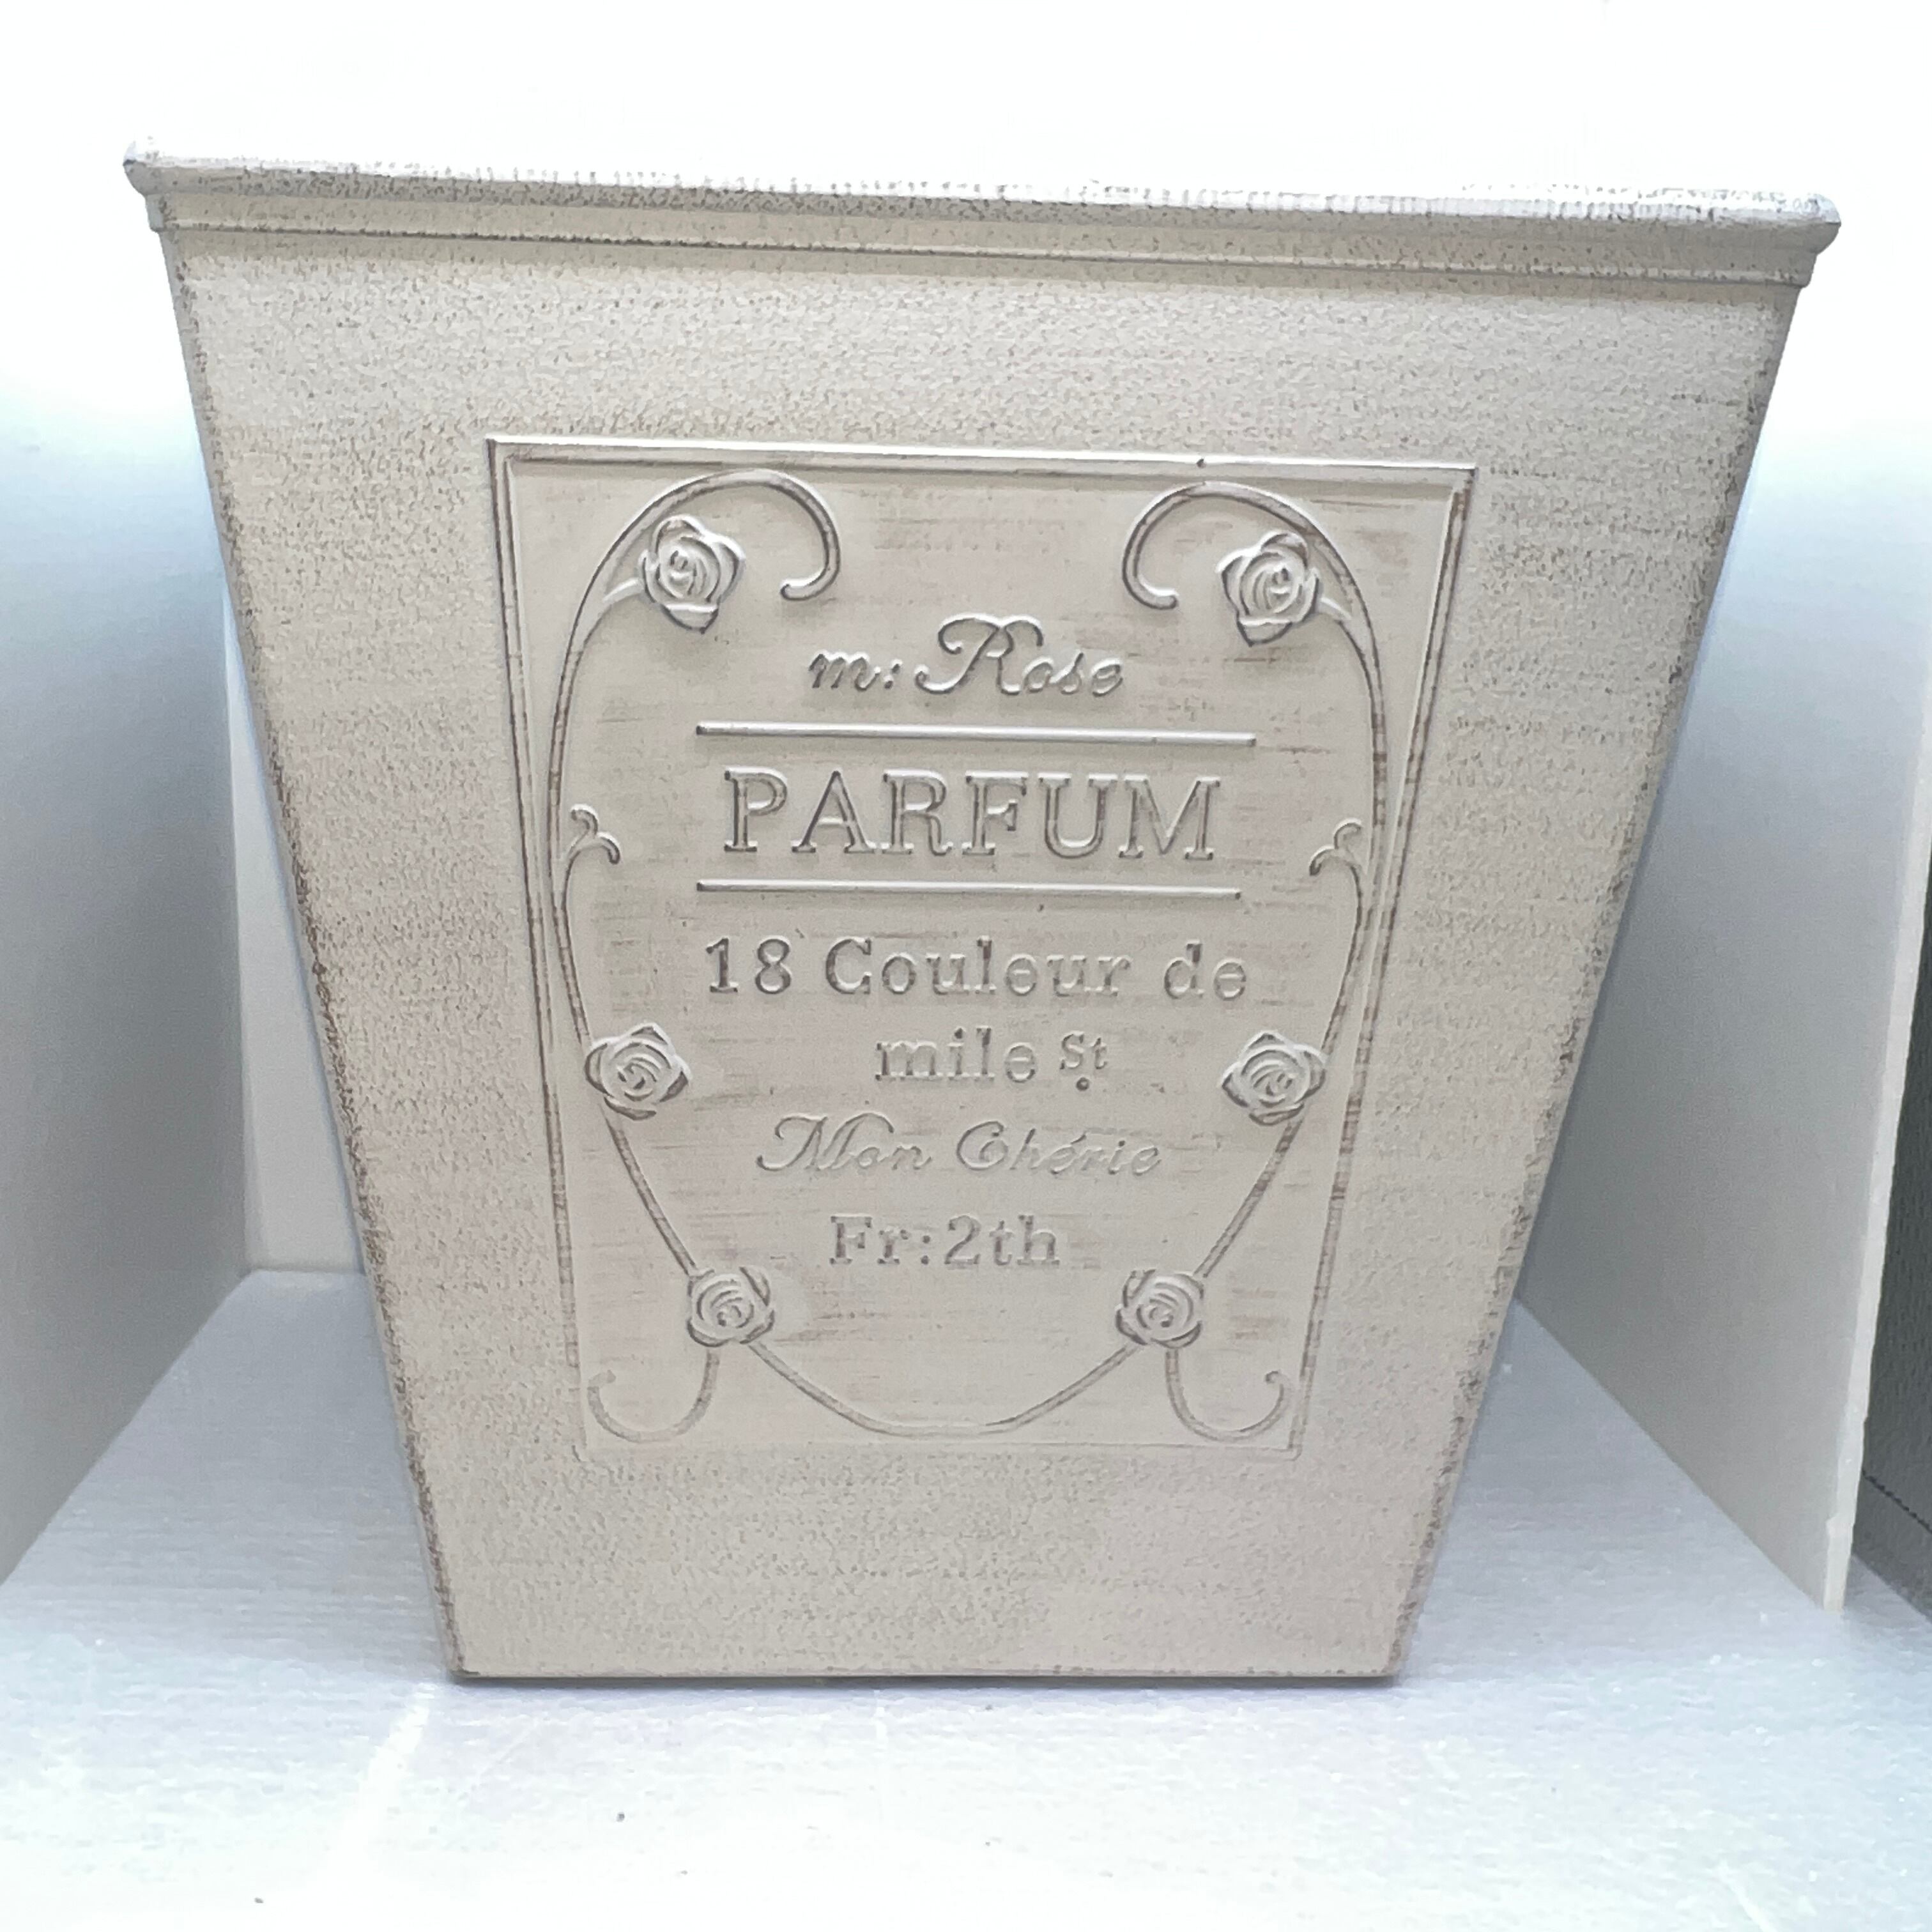 m: Rose
PARFUM
18 Couleur de
mile St
Mon Chérie
Fr:2th